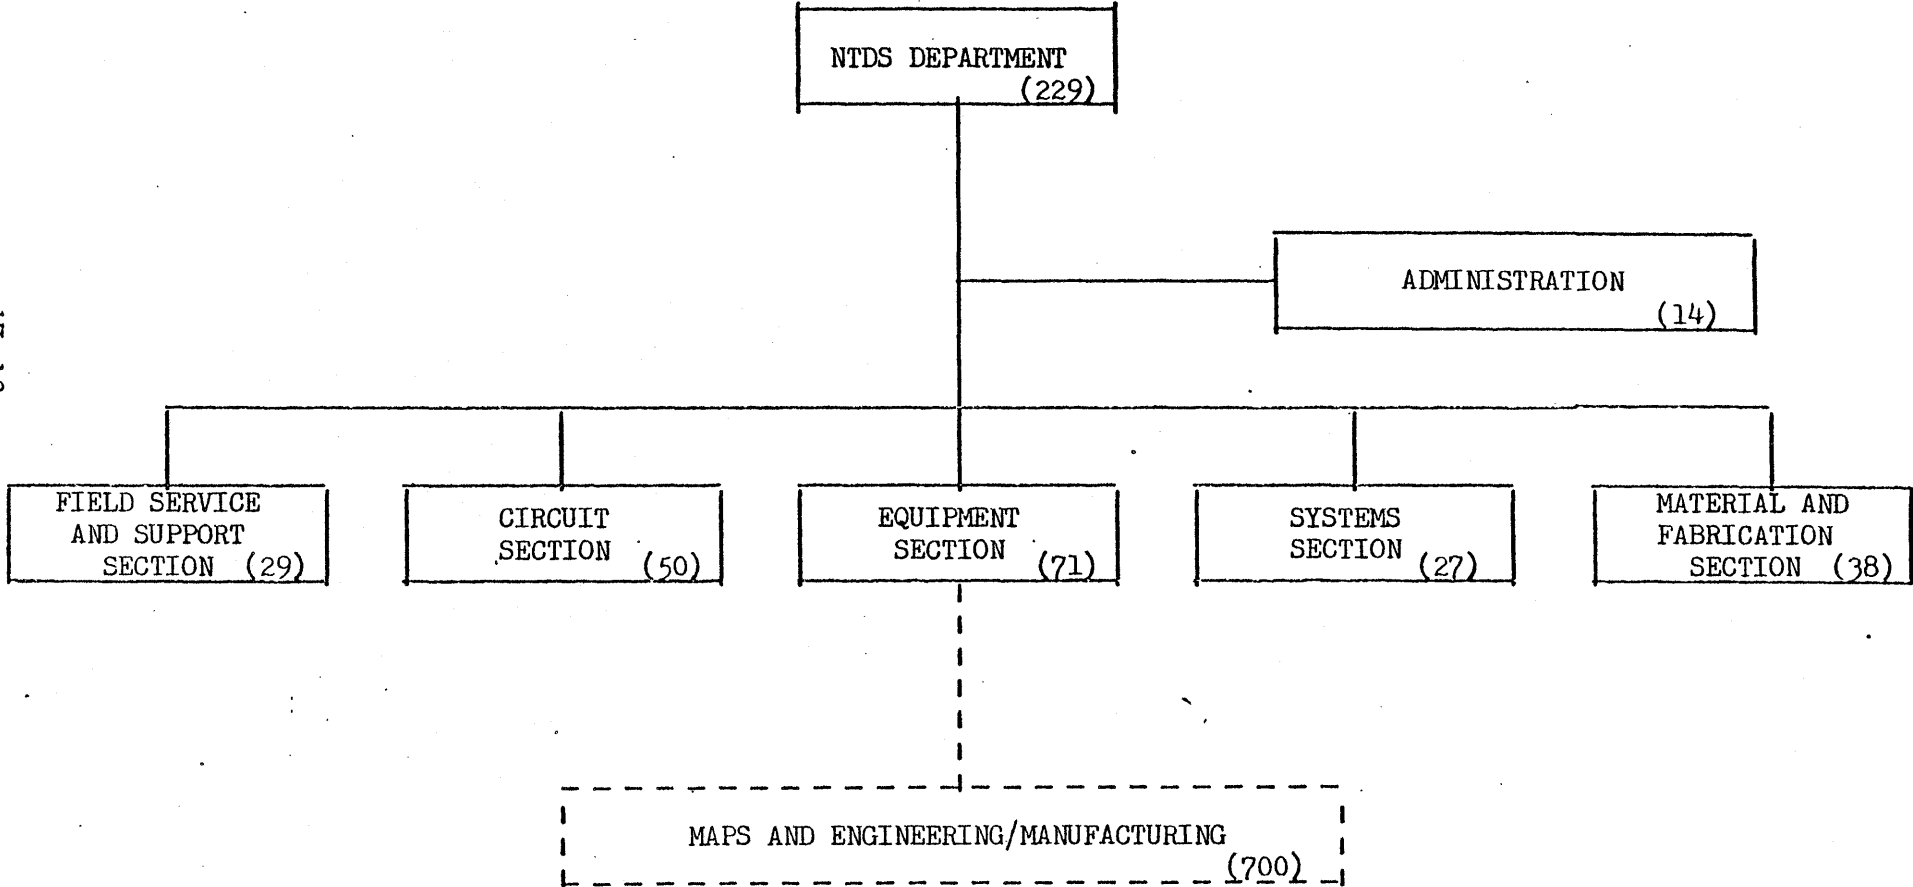 NTDS DEPARTMENT
(229)
ADMINISTRATION
(14)
FIELD SERVICE
AND SUPPORT
SECTION (29)
CIRCUIT
SECTION
(50)
EQUIPMENT
SECTION
(71)
SYSTEMS
SECTION
(27)
MATERIAL AND
FABRICATION
SECTION (38)
MAPS AND ENGINEERING/MANUFACTURING
(700)